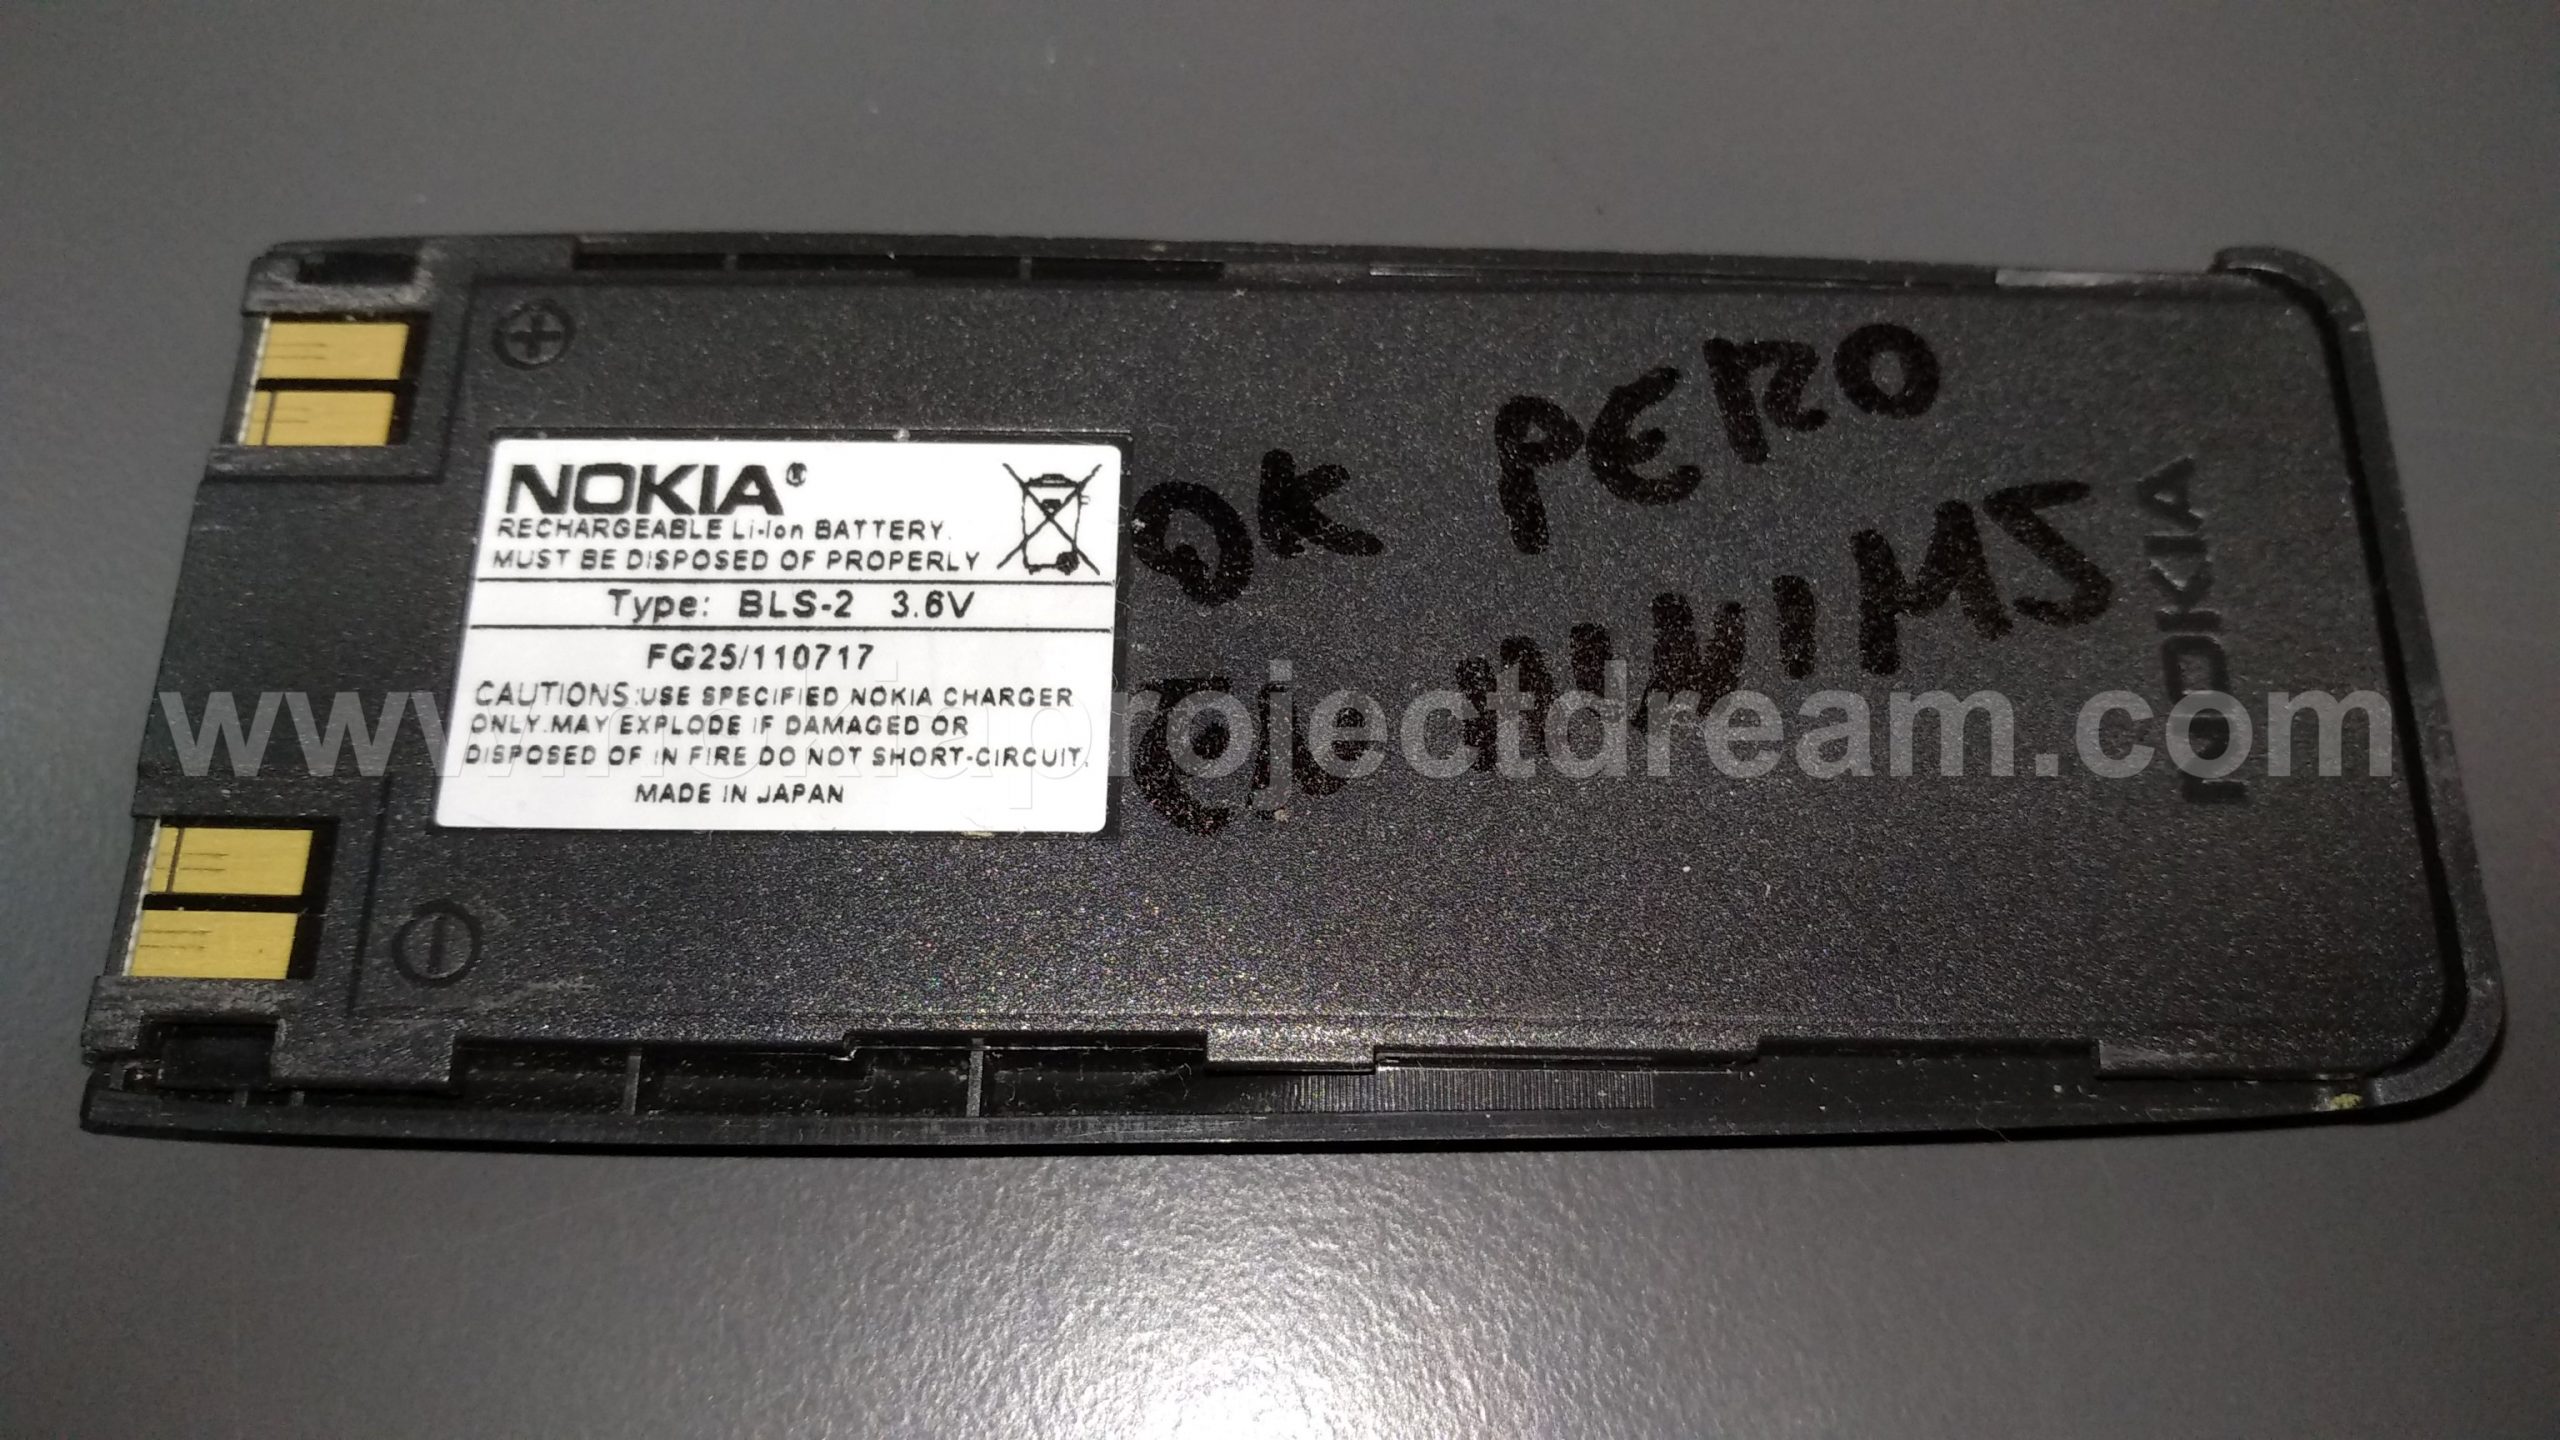 NOKIA®
RECHARGEABLE Li-Ion BATTERY.
MUST BE DISPOSED OF PROPERLY
Type: BLS-2 3.6V
FG25/110717
CAUTIONS:USE SPECIFIED NOKIA CHARGER
ONLY.MAY EXPLODE IF DAMAGED OR
DISPOSED OF IN FIRE DO NOT SHORT-CIRCUIT.
MADE IN JAPAN
OK PERO
MINIMS
NOKIA
www.nokiaprojectdream.com